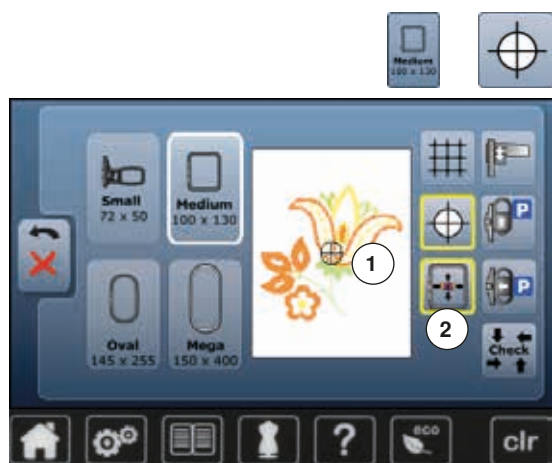 Medium
100 x 130
Small
72 x 50
Medium
100 x 130
P
1
Oval
145 x 255
Mega
150 x 400
2
P
Check
?
eco
clr